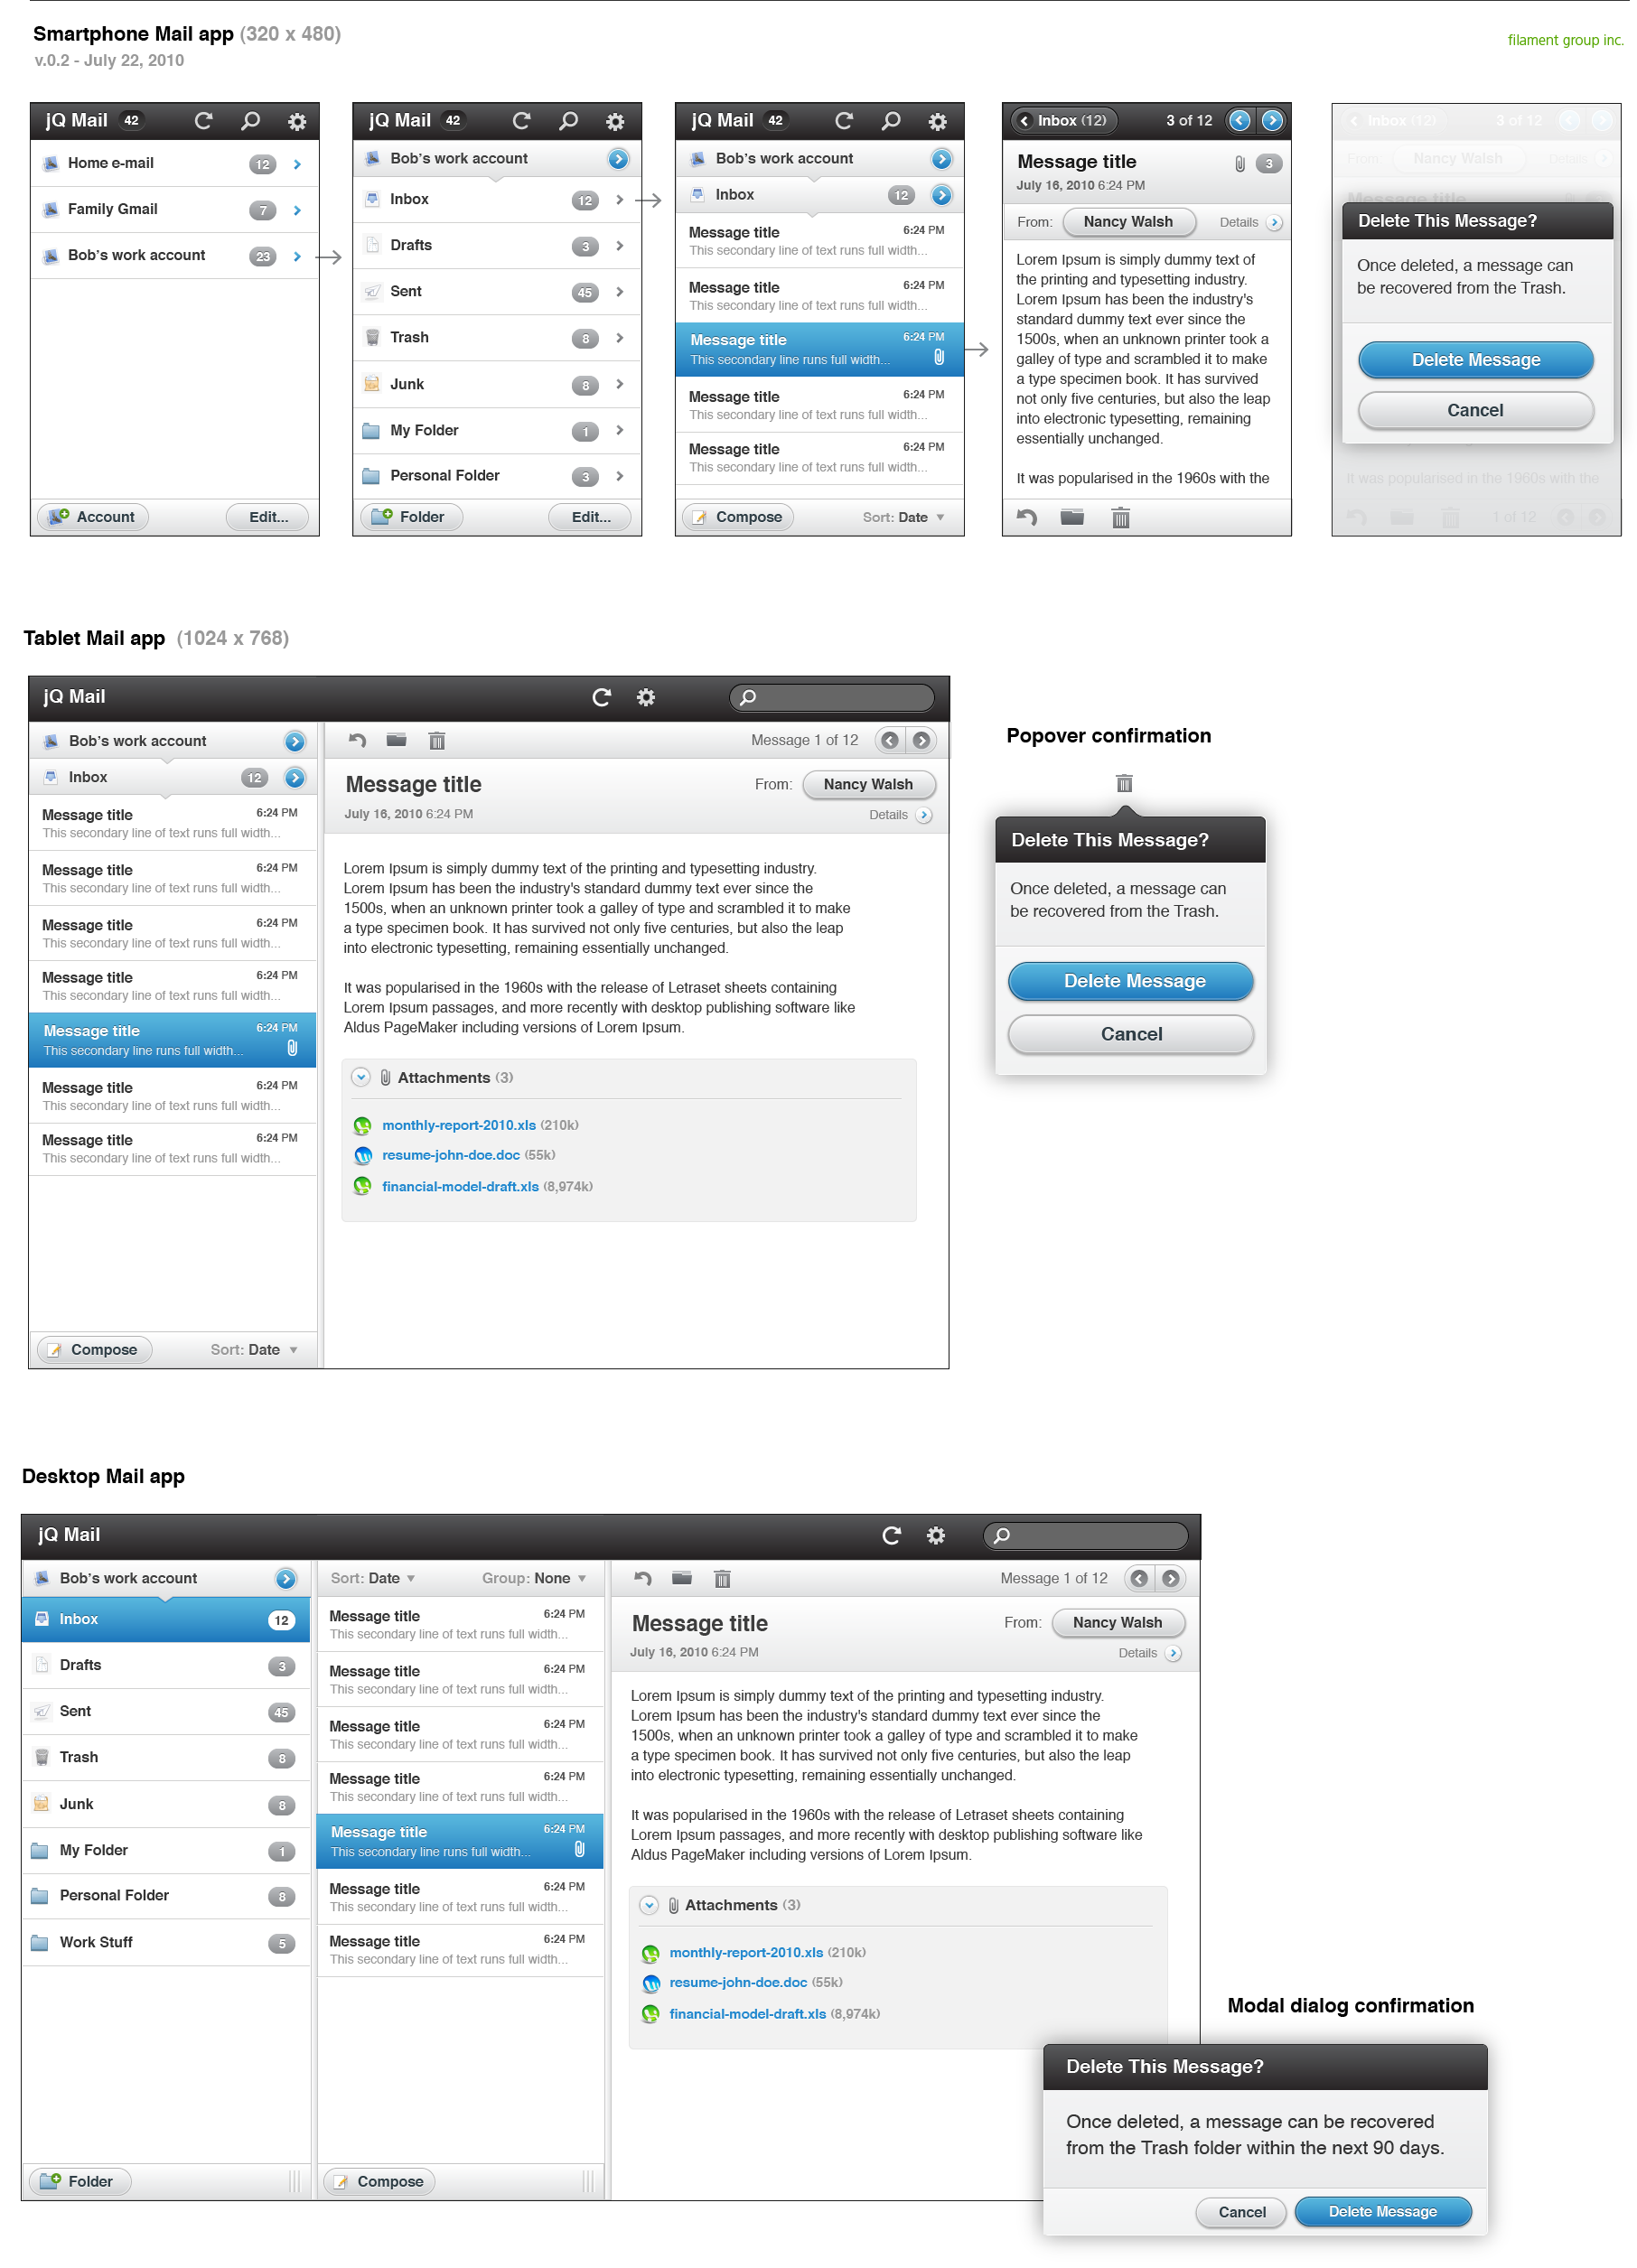 Smartphone Mail app (320 x 480)
v.0.2 - July 22, 2010
filament group inc.
jQ Mail 42
Home e-mail 12
Family Gmail 7
Bob's work account 23
Account Edit...
jQ Mail 42
Bob's work account
Inbox 12
Drafts 3
Sent 45
Trash 8
Junk 8
My Folder 1
Personal Folder 3
Folder Edit...
jQ Mail 42
Bob's work account
Inbox 12
Message title 6:24 PM
This secondary line of text runs full width...
Message title 6:24 PM
This secondary line of text runs full width...
Message title 6:24 PM
This secondary line runs full width...
Message title 6:24 PM
This secondary line of text runs full width...
Message title 6:24 PM
This secondary line of text runs full width...
Compose Sort: Date
Inbox (12) 3 of 12
Message title 3
July 16, 2010 6:24 PM
From: Nancy Walsh Details
Lorem Ipsum is simply dummy text of
the printing and typesetting industry.
Lorem Ipsum has been the industry's
standard dummy text ever since the
1500s, when an unknown printer took a
galley of type and scrambled it to make
a type specimen book. It has survived
not only five centuries, but also the leap
into electronic typesetting, remaining
essentially unchanged.
It was popularised in the 1960s with the
Inbox (12) 3 of 12
From: Nancy Walsh Details
Message title
Delete This Message?
Once deleted, a message can
be recovered from the Trash.
Delete Message
Cancel
It was popularised in the 1960s with the
1 of 12
Tablet Mail app (1024 x 768)
jQ Mail
Bob's work account
Inbox 12
Message title 6:24 PM
This secondary line of text runs full width...
Message title 6:24 PM
This secondary line of text runs full width...
Message title 6:24 PM
This secondary line of text runs full width...
Message title 6:24 PM
This secondary line of text runs full width...
Message title 6:24 PM
This secondary line runs full width...
Message title 6:24 PM
This secondary line of text runs full width...
Message title 6:24 PM
This secondary line of text runs full width...
Compose Sort: Date
Message 1 of 12
Message title From: Nancy Walsh
July 16, 2010 6:24 PM Details
Lorem Ipsum is simply dummy text of the printing and typesetting industry.
Lorem Ipsum has been the industry's standard dummy text ever since the
1500s, when an unknown printer took a galley of type and scrambled it to make
a type specimen book. It has survived not only five centuries, but also the leap
into electronic typesetting, remaining essentially unchanged.
It was popularised in the 1960s with the release of Letraset sheets containing
Lorem Ipsum passages, and more recently with desktop publishing software like
Aldus PageMaker including versions of Lorem Ipsum.
Attachments (3)
monthly-report-2010.xls (210k)
resume-john-doe.doc (55k)
financial-model-draft.xls (8,974k)
Popover confirmation
Delete This Message?
Once deleted, a message can
be recovered from the Trash.
Delete Message
Cancel
Desktop Mail app
jQ Mail
Bob's work account
Inbox 12
Drafts 3
Sent 45
Trash 8
Junk 8
My Folder 1
Personal Folder 8
Work Stuff 5
Folder
Sort: Date Group: None
Message title 6:24 PM
This secondary line of text runs full width...
Message title 6:24 PM
This secondary line of text runs full width...
Message title 6:24 PM
This secondary line of text runs full width...
Message title 6:24 PM
This secondary line of text runs full width...
Message title 6:24 PM
This secondary line runs full width...
Message title 6:24 PM
This secondary line of text runs full width...
Message title 6:24 PM
This secondary line of text runs full width...
Compose
Message 1 of 12
Message title From: Nancy Walsh
July 16, 2010 6:24 PM Details
Lorem Ipsum is simply dummy text of the printing and typesetting industry.
Lorem Ipsum has been the industry's standard dummy text ever since the
1500s, when an unknown printer took a galley of type and scrambled it to make
a type specimen book. It has survived not only five centuries, but also the leap
into electronic typesetting, remaining essentially unchanged.
It was popularised in the 1960s with the release of Letraset sheets containing
Lorem Ipsum passages, and more recently with desktop publishing software like
Aldus PageMaker including versions of Lorem Ipsum.
Attachments (3)
monthly-report-2010.xls (210k)
resume-john-doe.doc (55k)
financial-model-draft.xls (8,974k)
Modal dialog confirmation
Delete This Message?
Once deleted, a message can be recovered
from the Trash folder within the next 90 days.
Cancel Delete Message